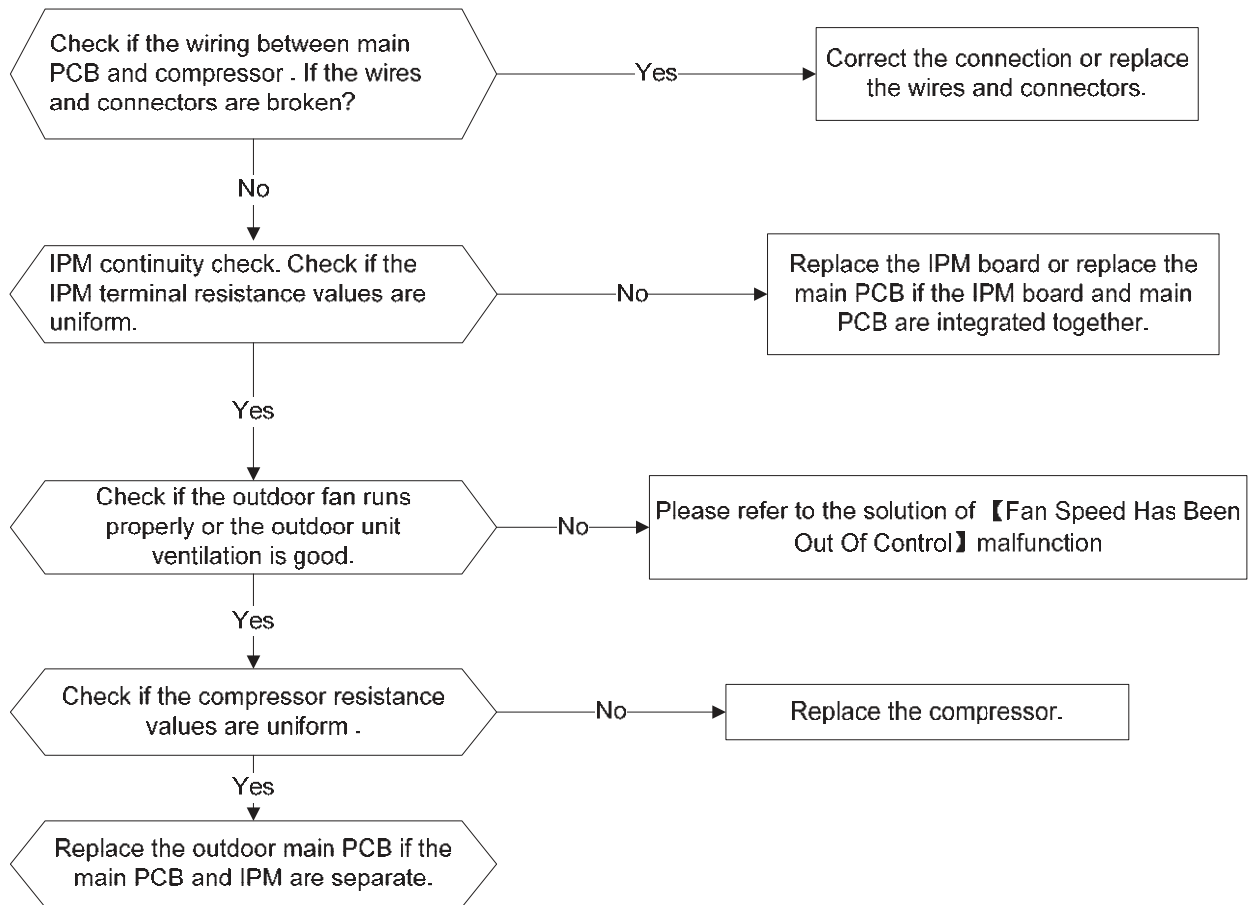 Check if the wiring between main
PCB and compressor . If the wires
and connectors are broken?
Yes
Correct the connection or replace
the wires and connectors.
No
IPM continuity check. Check if the
IPM terminal resistance values are
uniform.
No
Replace the IPM board or replace the
main PCB if the IPM board and main
PCB are integrated together.
Yes
Check if the outdoor fan runs
properly or the outdoor unit
ventilation is good.
No
Please refer to the solution of 【Fan Speed Has Been
Out Of Control】malfunction
Yes
Check if the compressor resistance
values are uniform .
No
Replace the compressor.
Yes
Replace the outdoor main PCB if the
main PCB and IPM are separate.